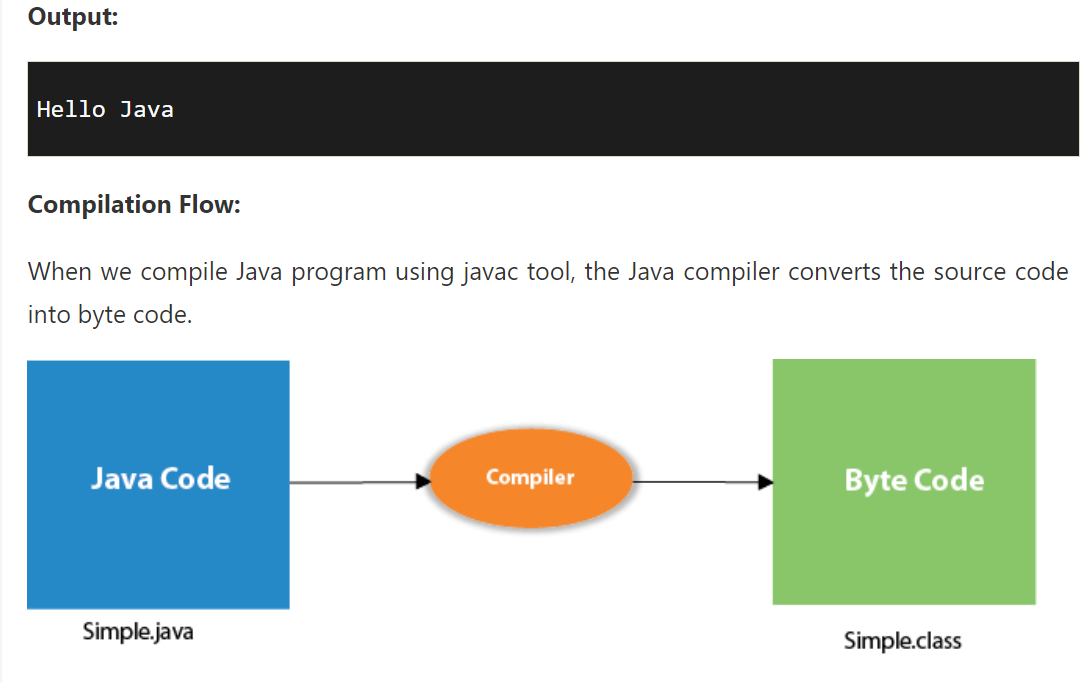 Output:
Hello Java
Compilation Flow:
When we compile Java program using javac tool, the Java compiler converts the source code
into byte code.
Java Code
Compiler
Byte Code
Simple.java
Simple.class